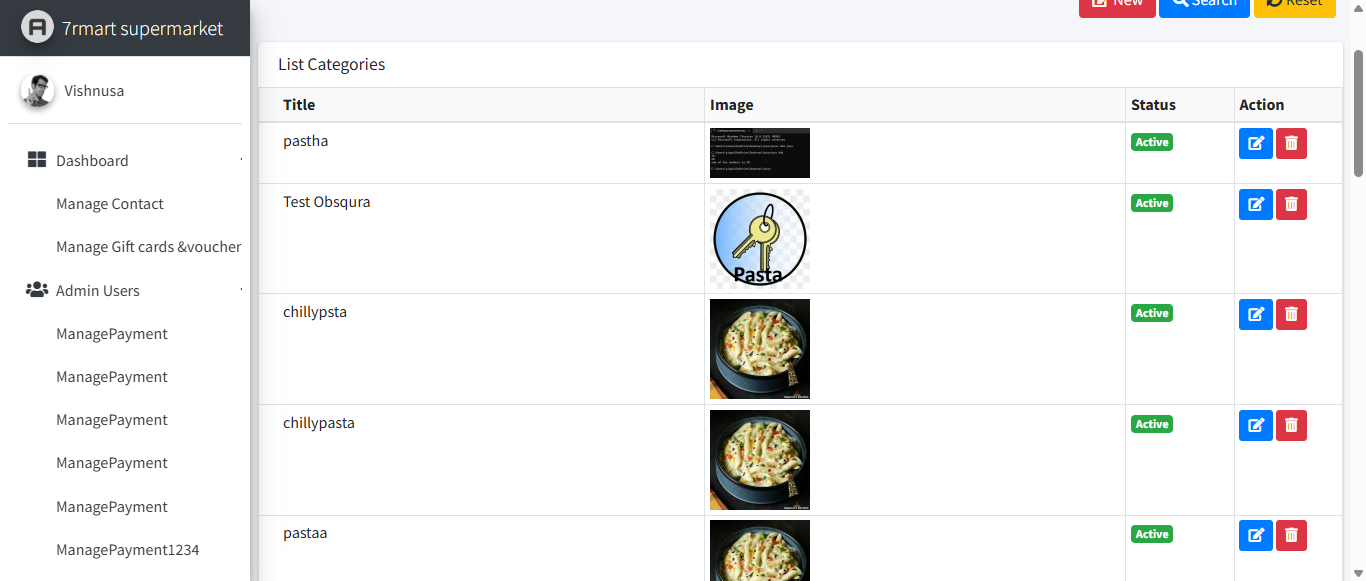 7rmart supermarket
New
Search
Reset
Vishnusa
Dashboard
Manage Contact
Manage Gift cards &voucher
Admin Users
ManagePayment
ManagePayment
ManagePayment
ManagePayment
ManagePayment
ManagePayment1234
List Categories
Title Image Status Action
pastha Active
Test Obsqura Pasta Active
chillypsta Active
chillypasta Active
pastaa Active